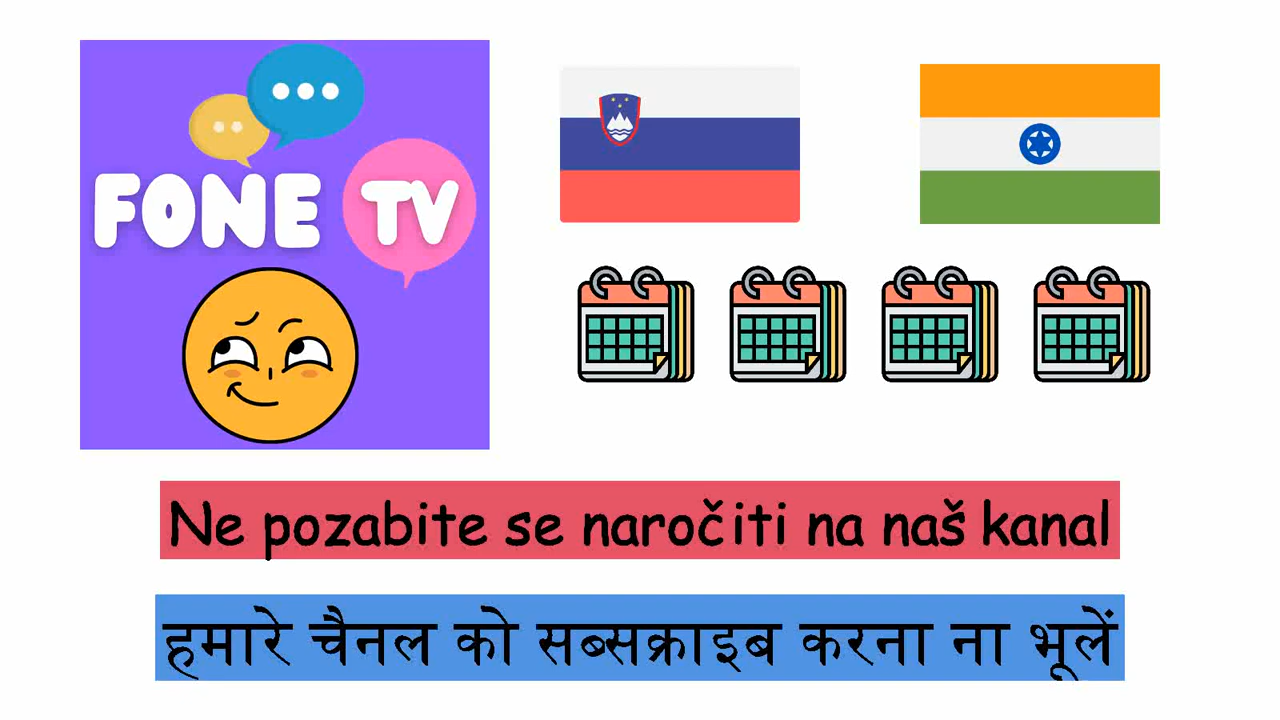 FONE TV
Ne pozabite se naročiti na naš kanal
हमारे चैनल को सब्सक्राइब करना ना भूलें